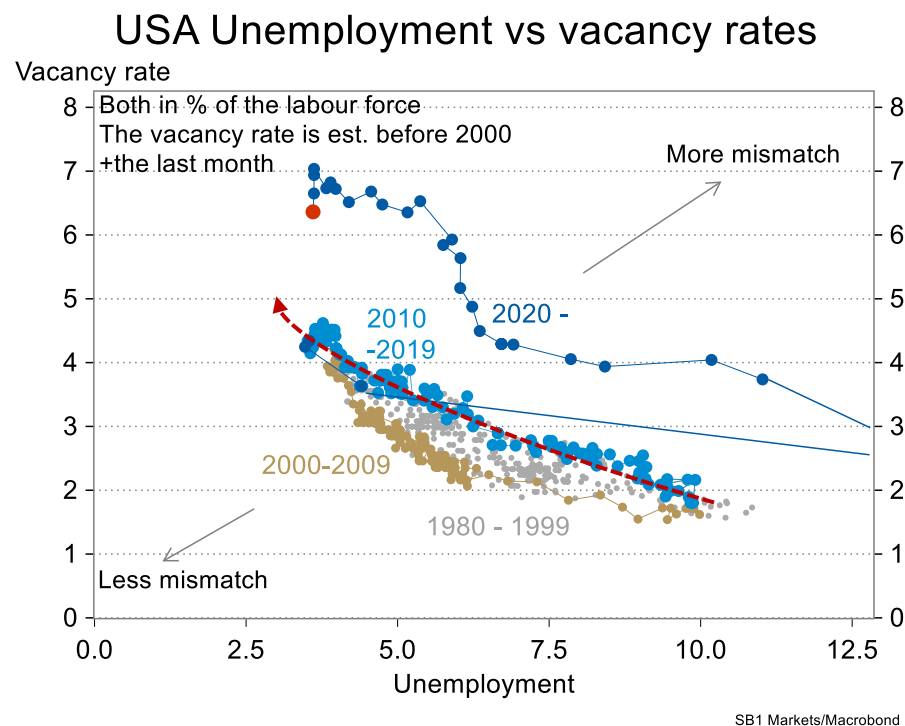 USA Unemployment vs vacancy rates
Vacancy rate
8 Both in % of the labour force 8
The vacancy rate is est. before 2000
7 +the last month More mismatch 7
6 6
5 5
2010 2020 -
-2019
4 4
3 3
2000-2009
2 2
1980 - 1999
1 1
Less mismatch
0 0
0.0 2.5 5.0 7.5 10.0 12.5
Unemployment
SB1 Markets/Macrobond